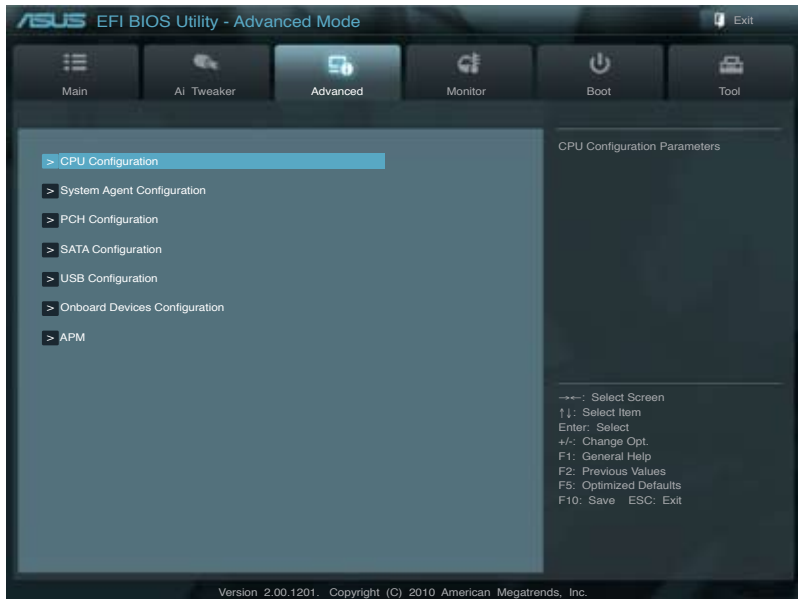 ASUS EFI BIOS Utility - Advanced Mode
Exit
Main
Ai Tweaker
Advanced
Monitor
Boot
Tool
> CPU Configuration
> System Agent Configuration
> PCH Configuration
> SATA Configuration
> USB Configuration
> Onboard Devices Configuration
> APM
CPU Configuration Parameters
→←: Select Screen
↑↓: Select Item
Enter: Select
+/-: Change Opt.
F1: General Help
F2: Previous Values
F5: Optimized Defaults
F10: Save ESC: Exit
Version 2.00.1201. Copyright (C) 2010 American Megatrends, Inc.